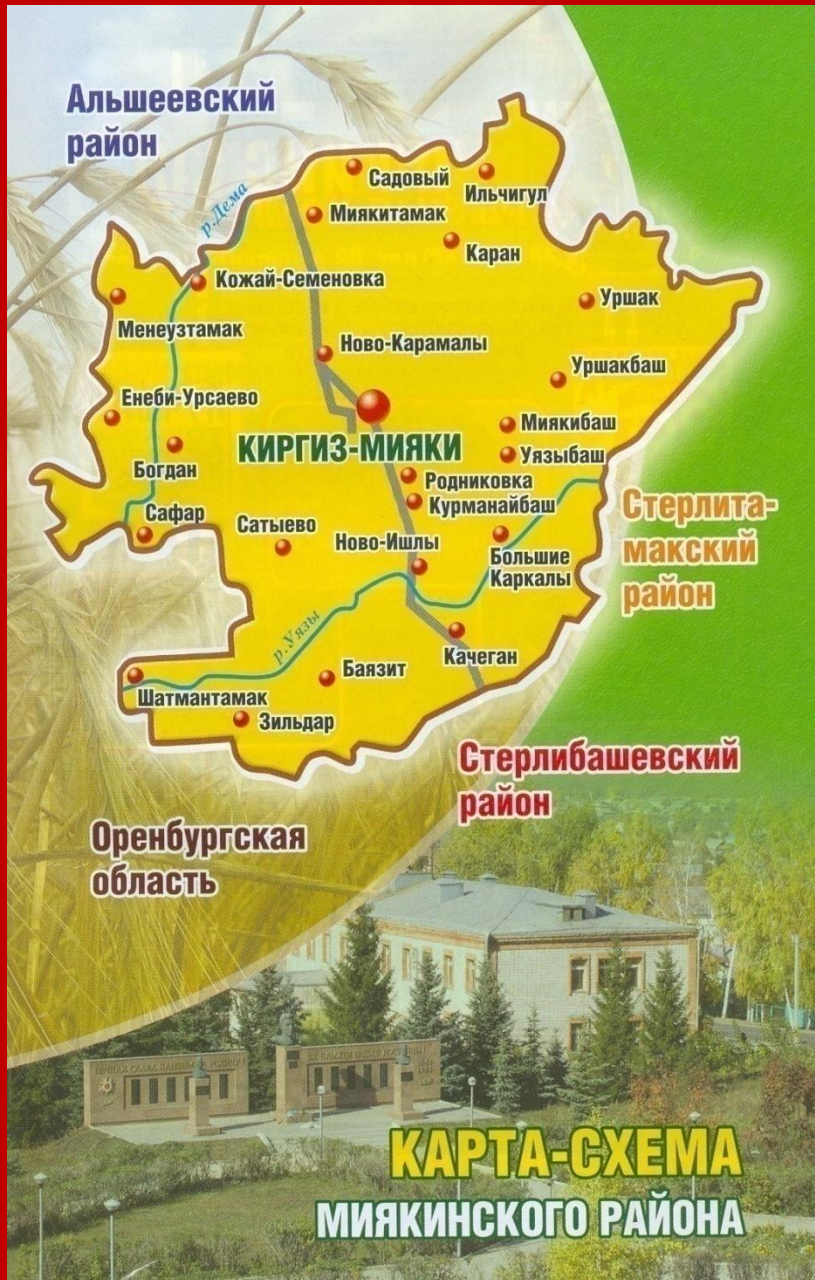 Альшеевский
район
р.Дема
Садовый
Ильчигул
Миякитамак
Каран
Кожай-Семеновка
Менеузтамак
Уршак
Ново-Карамалы
Уршакбаш
Енеби-Урсаево
Миякибаш
КИРГИЗ-МИЯКИ
Уязыбаш
Богдан
Родниковка
Курманайбаш
Сафар
Сатыево
Ново-Ишлы
Большие
Каркалы
Стерлита-
макский
район
р.Уязы
Качеган
Баязит
Шатмантамак
Зильдар
Стерлибашевский
район
Оренбургская
область
КАРТА-СХЕМА
МИЯКИНСКОГО РАЙОНА